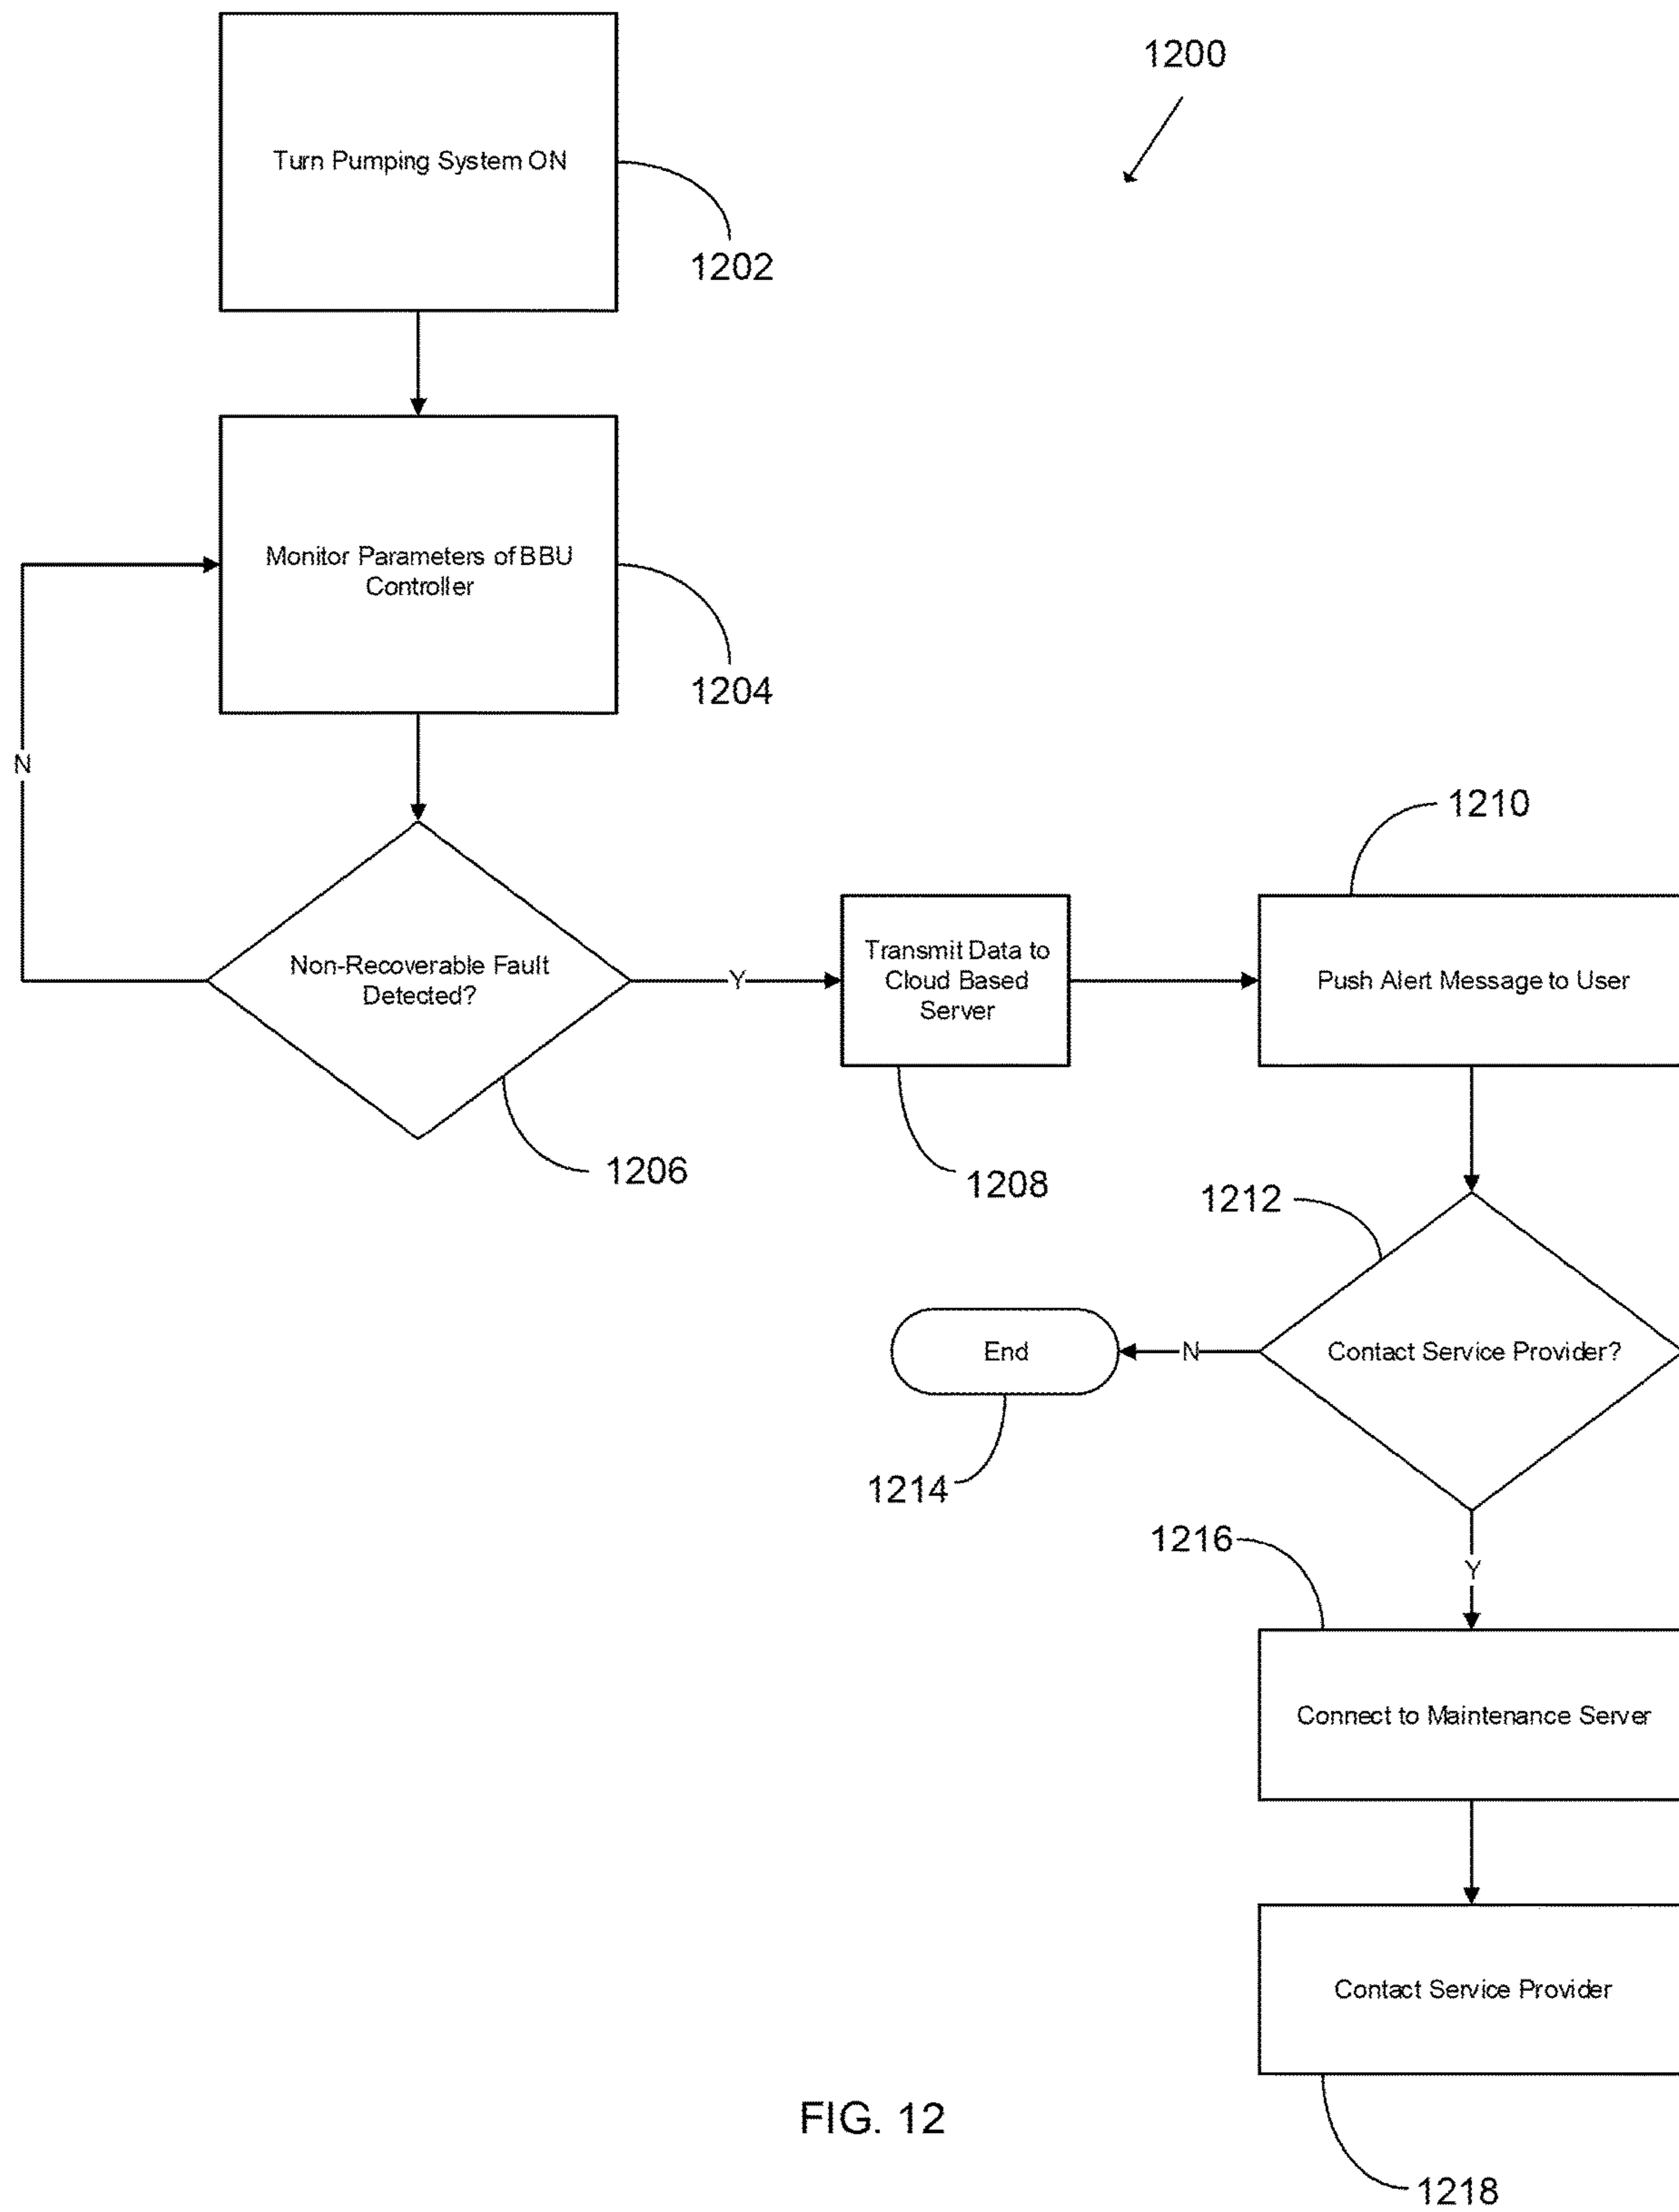 1200
Turn Pumping System ON
1202
Monitor Parameters of BBU
Controller
1204
N
Non-Recoverable Fault
Detected?
1206
Y
Transmit Data to
Cloud Based
Server
1208
1210
Push Alert Message to User
1212
Contact Service Provider?
N
End
1214
Y
1216
Connect to Maintenance Server
Contact Service Provider
1218
FIG. 12